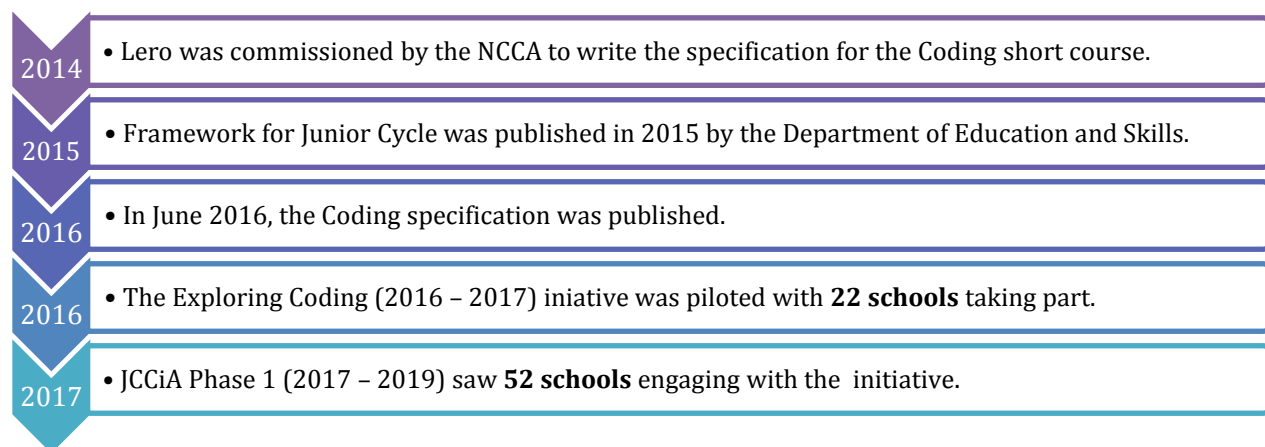 2014
• Lero was commissioned by the NCCA to write the specification for the Coding short course.
2015
• Framework for Junior Cycle was published in 2015 by the Department of Education and Skills.
2016
• In June 2016, the Coding specification was published.
2016
• The Exploring Coding (2016 – 2017) iniative was piloted with 22 schools taking part.
2017
• JCCiA Phase 1 (2017 – 2019) saw 52 schools engaging with the initiative.